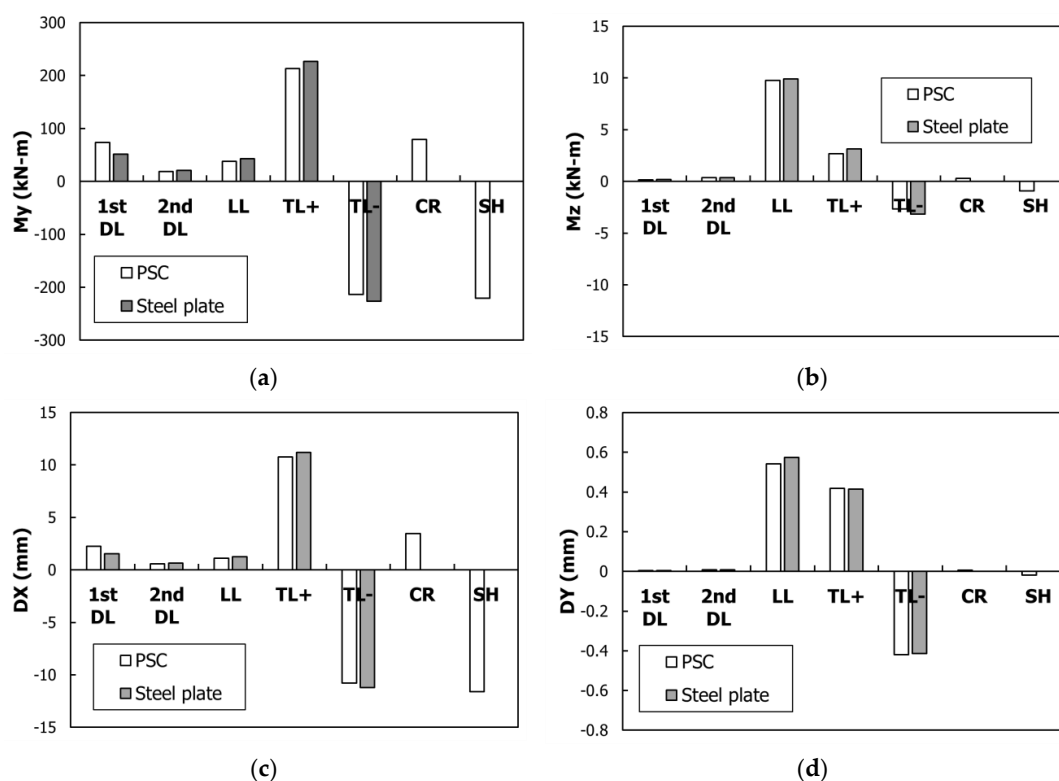 300
200
100
0
-100
-200
-300
My (kN-m)
1st DL
2nd DL
LL
TL+
TL-
CR
SH
PSC
Steel plate
(a)
15
10
5
0
-5
-10
-15
Mz (kN-m)
PSC
Steel plate
1st DL
2nd DL
LL
TL+
TL-
CR
SH
(b)
15
10
5
0
-5
-10
-15
DX (mm)
1st DL
2nd DL
LL
TL+
TL-
CR
SH
PSC
Steel plate
(c)
0.8
0.6
0.4
0.2
0
-0.2
-0.4
-0.6
-0.8
DY (mm)
1st DL
2nd DL
LL
TL+
TL-
CR
SH
PSC
Steel plate
(d)